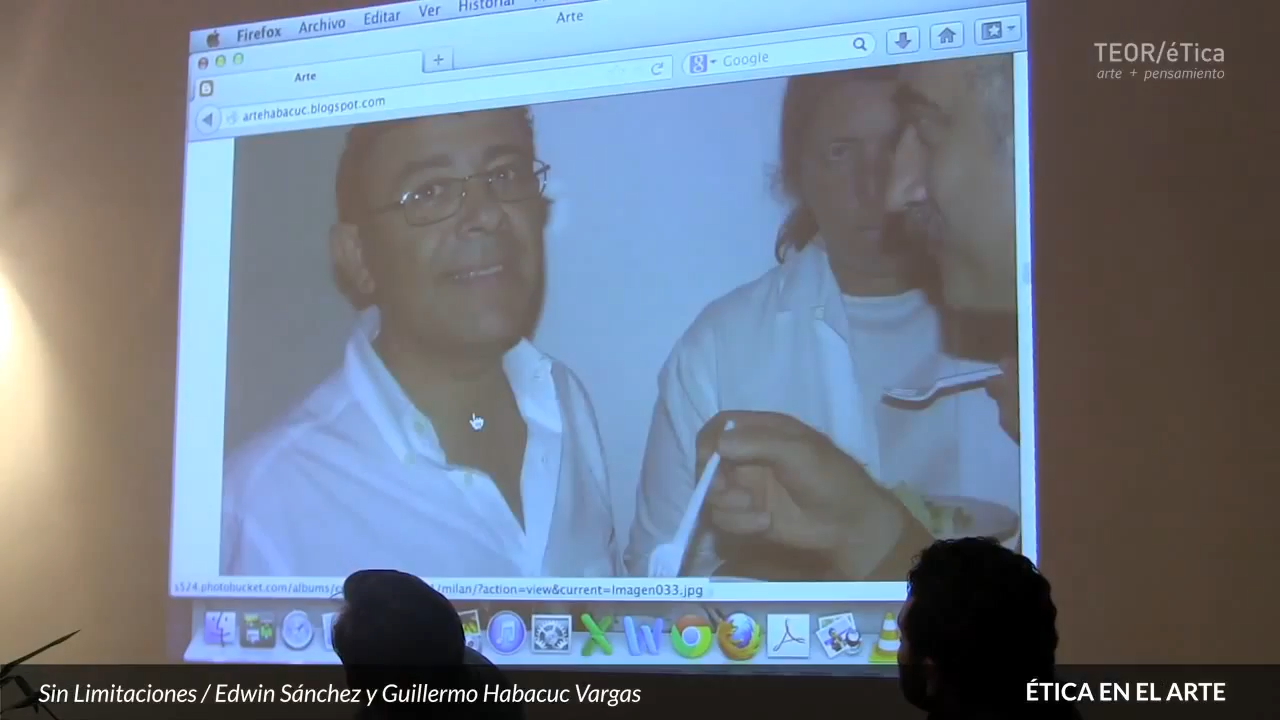 Firefox Archivo Editar Ver Historial
Arte
Arte
Google
artehabacuc.blogspot.com
TEOR/éTica
arte + pensamiento
s524.photobucket.com/albums/
/milan/?action=view&current=Imagen033.jpg
Sin Limitaciones / Edwin Sánchez y Guillermo Habacuc Vargas
ÉTICA EN EL ARTE